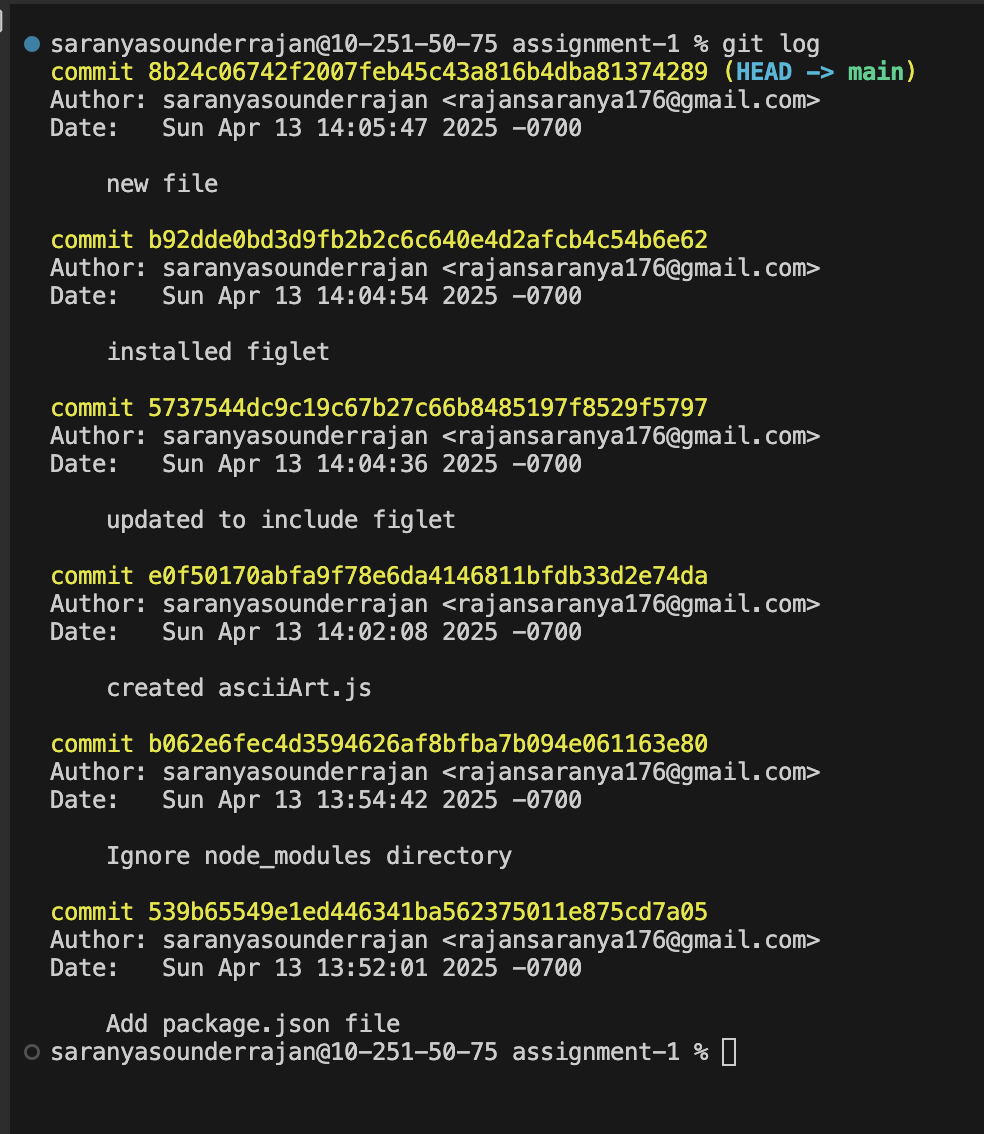 saranyasounderrajan@10-251-50-75 assignment-1 % git log
commit 8b24c06742f2007feb45c43a816b4dba81374289 (HEAD -> main)
Author: saranyasounderrajan <rajansaranya176@gmail.com>
Date:   Sun Apr 13 14:05:47 2025 -0700
new file
commit b92dde0bd3d9fb2b2c6c640e4d2afcb4c54b6e62
Author: saranyasounderrajan <rajansaranya176@gmail.com>
Date:   Sun Apr 13 14:04:54 2025 -0700
installed figlet
commit 5737544dc9c19c67b27c66b8485197f8529f5797
Author: saranyasounderrajan <rajansaranya176@gmail.com>
Date:   Sun Apr 13 14:04:36 2025 -0700
updated to include figlet
commit e0f50170abfa9f78e6da4146811bfdb33d2e74da
Author: saranyasounderrajan <rajansaranya176@gmail.com>
Date:   Sun Apr 13 14:02:08 2025 -0700
created asciiArt.js
commit b062e6fec4d3594626af8bfba7b094e061163e80
Author: saranyasounderrajan <rajansaranya176@gmail.com>
Date:   Sun Apr 13 13:54:42 2025 -0700
Ignore node_modules directory
commit 539b65549e1ed446341ba562375011e875cd7a05
Author: saranyasounderrajan <rajansaranya176@gmail.com>
Date:   Sun Apr 13 13:52:01 2025 -0700
Add package.json file
saranyasounderrajan@10-251-50-75 assignment-1 %